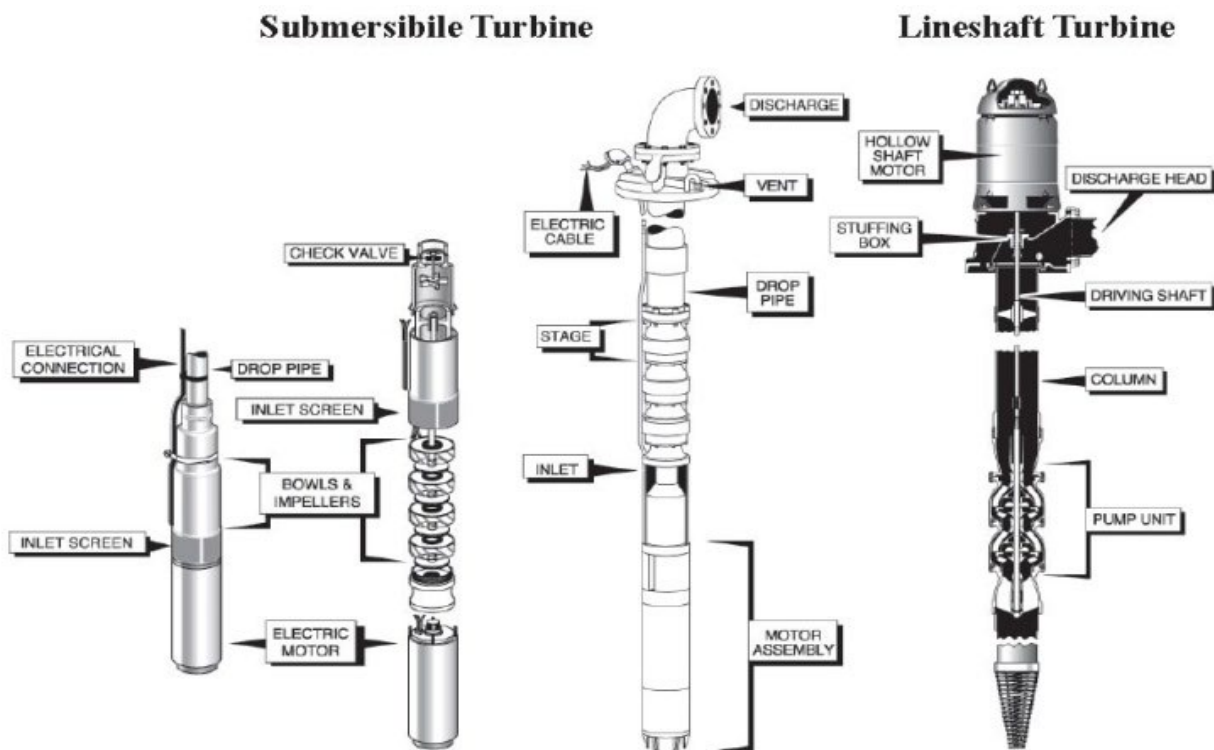 Submersibile Turbine
Lineshaft Turbine
DISCHARGE
VENT
ELECTRIC
CABLE
HOLLOW
SHAFT
MOTOR
DISCHARGE HEAD
STUFFING
BOX
CHECK VALVE
DROP
PIPE
DRIVING SHAFT
STAGE
ELECTRICAL
CONNECTION
DROP PIPE
COLUMN
INLET SCREEN
INLET
BOWLS &
IMPELLERS
PUMP UNIT
INLET SCREEN
ELECTRIC
MOTOR
MOTOR
ASSEMBLY